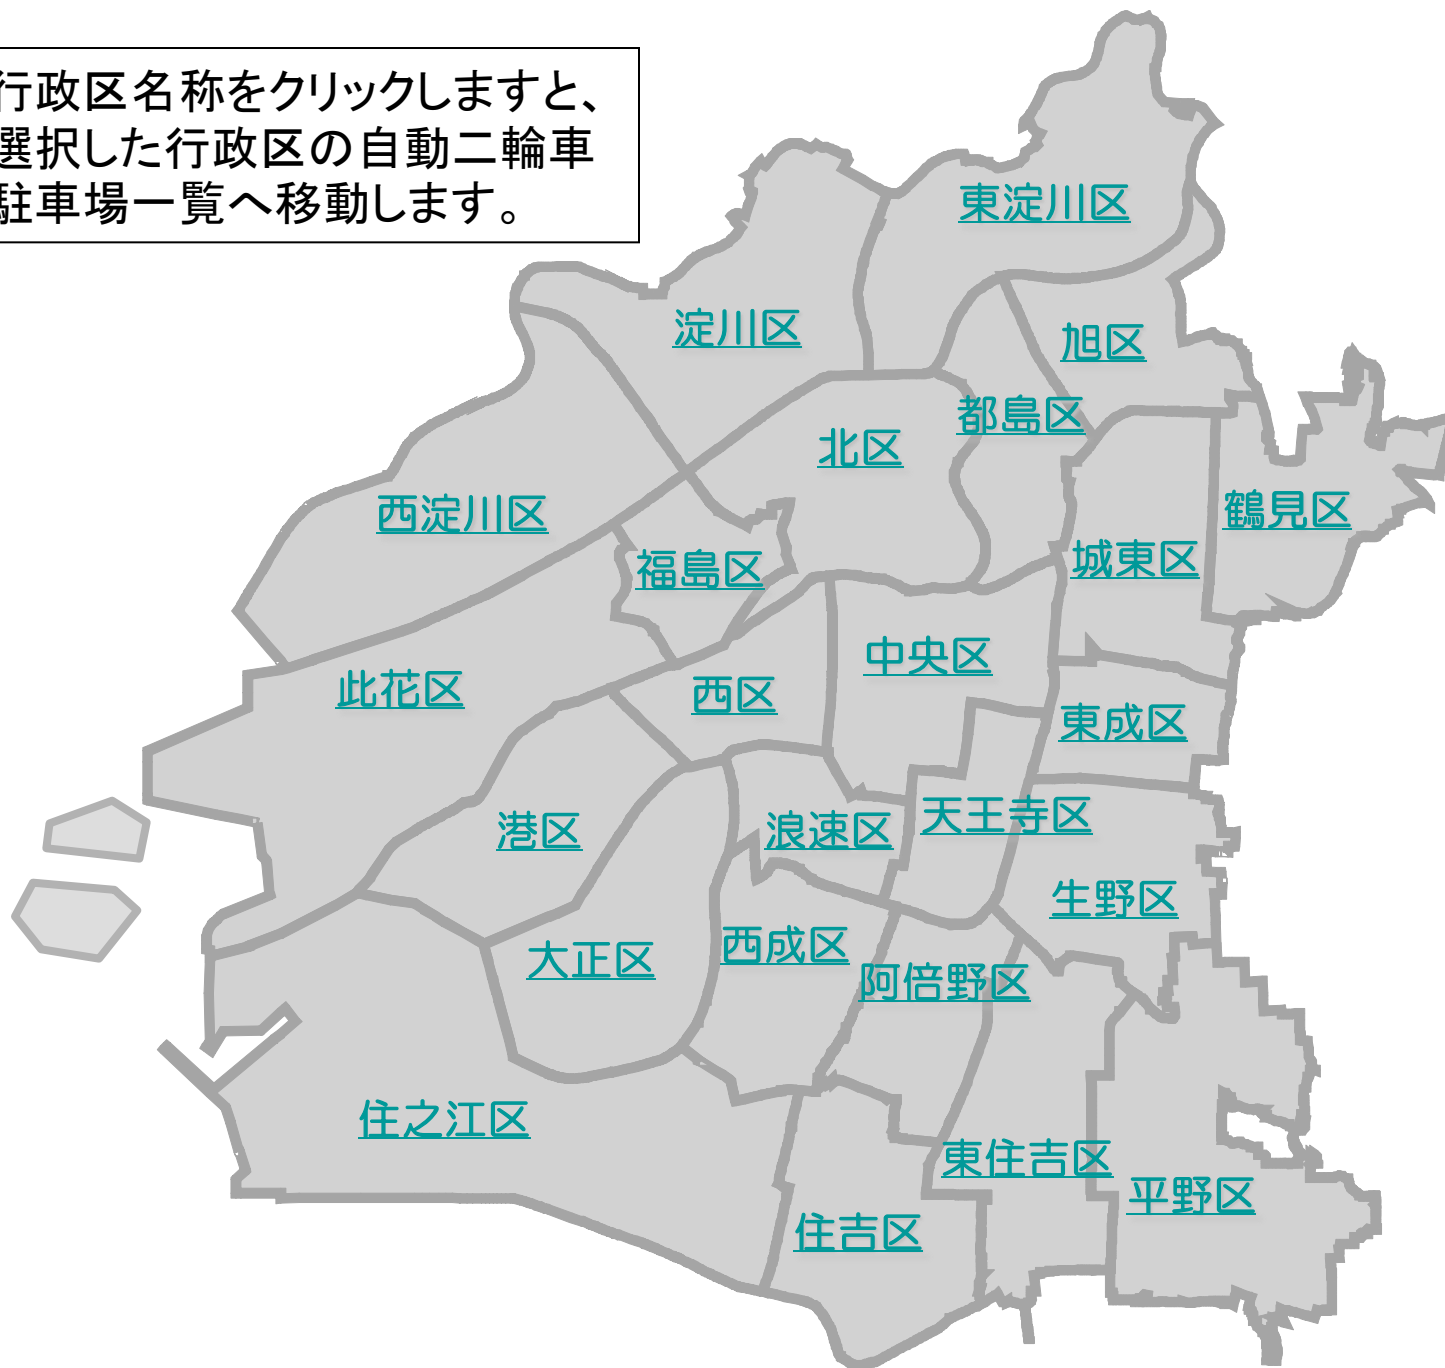 行政区名称をクリックしますと、
選択した行政区の自動二輪車
駐車場一覧へ移動します。
東淀川区
淀川区
旭区
都島区
北区
西淀川区
鶴見区
福島区
城東区
中央区
此花区
西区
東成区
港区
浪速区
天王寺区
生野区
西成区
大正区
阿倍野区
住之江区
東住吉区
平野区
住吉区